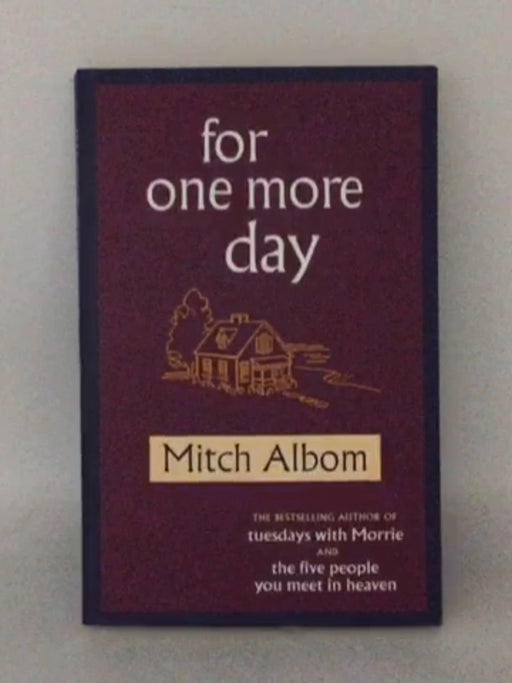 for
one more
day
Mitch Albom
THE BESTSELLING AUTHOR OF
tuesdays with Morrie
AND
the five people
you meet in heaven